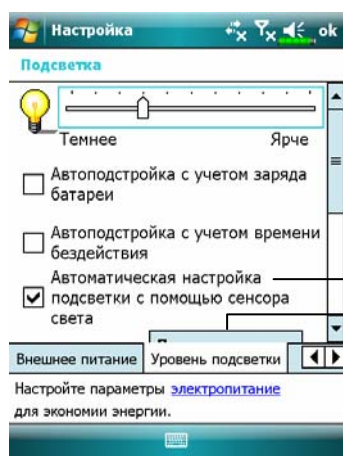 Настройка ok
Подсветка
Темнее Ярче
Автоподстройка с учетом заряда
батареи
Автоподстройка с учетом времени
бездействия
Автоматическая настройка
подсветки с помощью сенсора
света
Внешнее питание Уровень подсветки
Настройте параметры электропитание
для экономии энергии.